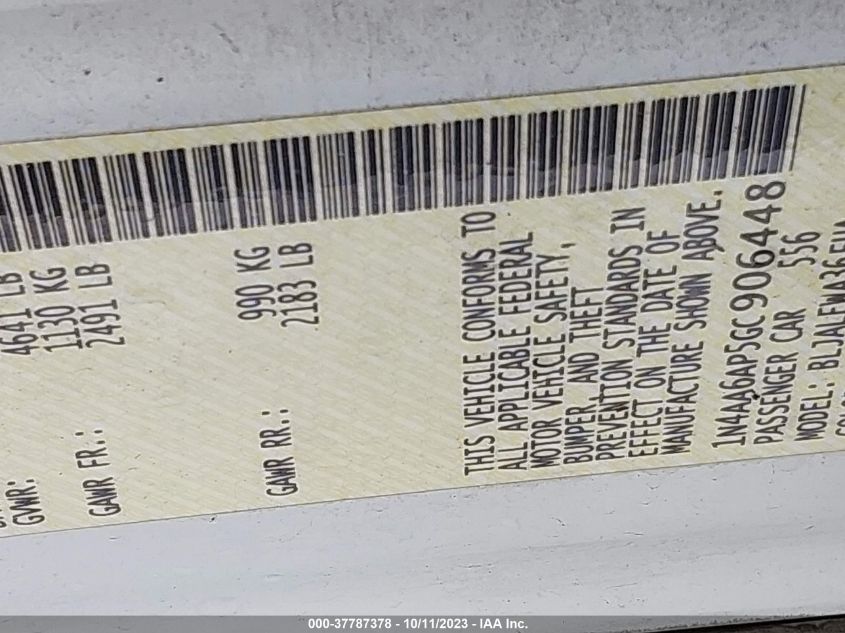 GVWR:
4641 LB
1130 KG
GAWR FR.: 2491 LB
990 KG
GAWR RR.: 2183 LB
THIS VEHICLE CONFORMS TO
ALL APPLICABLE FEDERAL
MOTOR VEHICLE SAFETY,
BUMPER, AND THEFT
PREVENTION STANDARDS IN
EFFECT ON THE DATE OF
MANUFACTURE SHOWN ABOVE.
1N4AA6AP5GC906448
PASSENGER CAR 556
MODEL: BLJALEWA36EUA
000-37787378 - 10/11/2023 - IAA Inc.